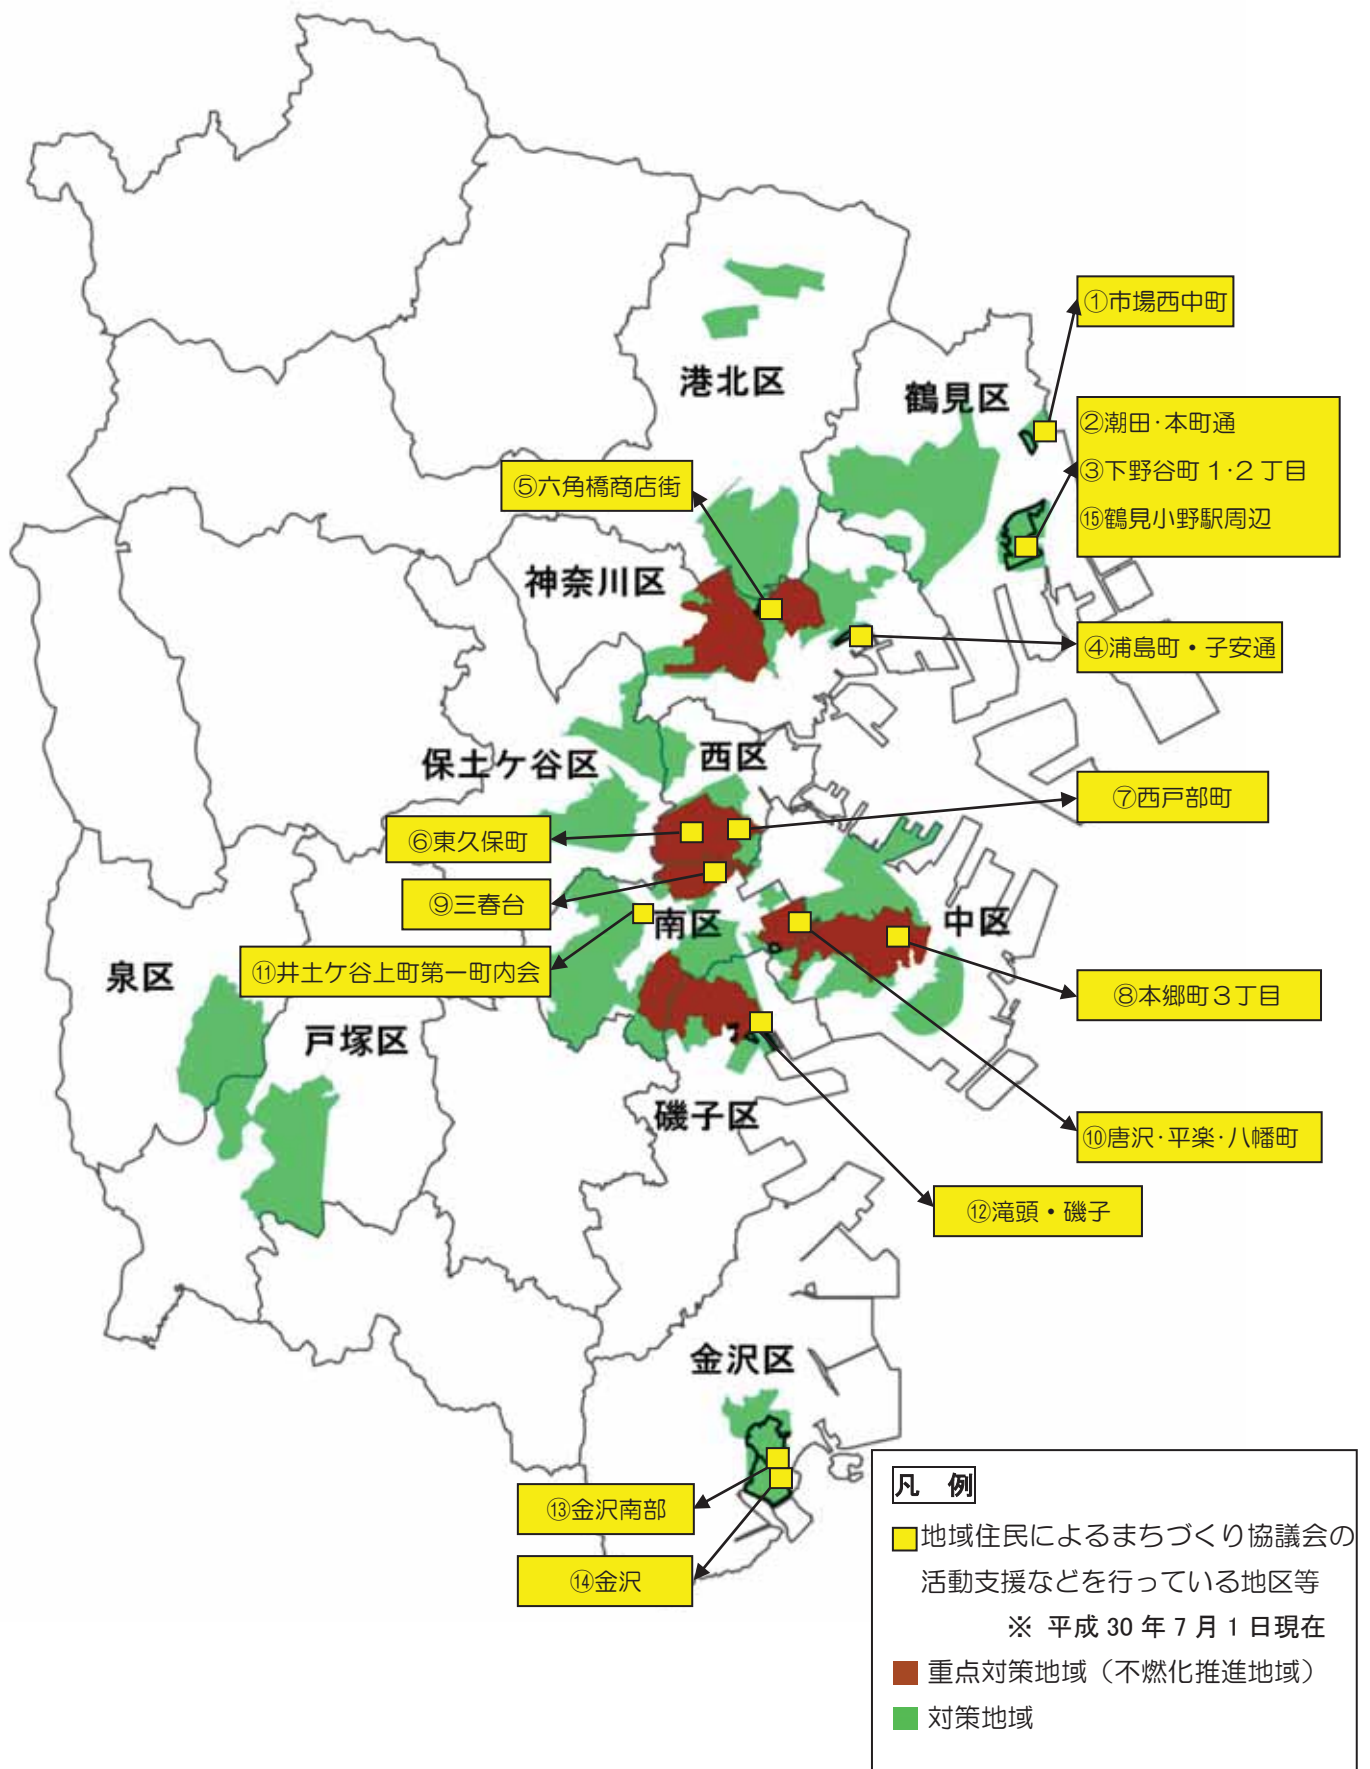 ①市場西中町
港北区
鶴見区
②潮田･本町通
③下野谷町 1･2 丁目
⑮鶴見小野駅周辺
⑤六角橋商店街
神奈川区
④浦島町・子安通
保土ケ谷区
西区
⑦西戸部町
⑥東久保町
⑨三春台
南区
中区
⑪井土ケ谷上町第一町内会
泉区
⑧本郷町３丁目
戸塚区
磯子区
⑩唐沢･平楽･八幡町
⑫滝頭・磯子
金沢区
⑬金沢南部
⑭金沢
凡　例
地域住民によるまちづくり協議会の
活動支援などを行っている地区等
※ 平成 30 年 7 月 1 日現在
重点対策地域（不燃化推進地域）
対策地域